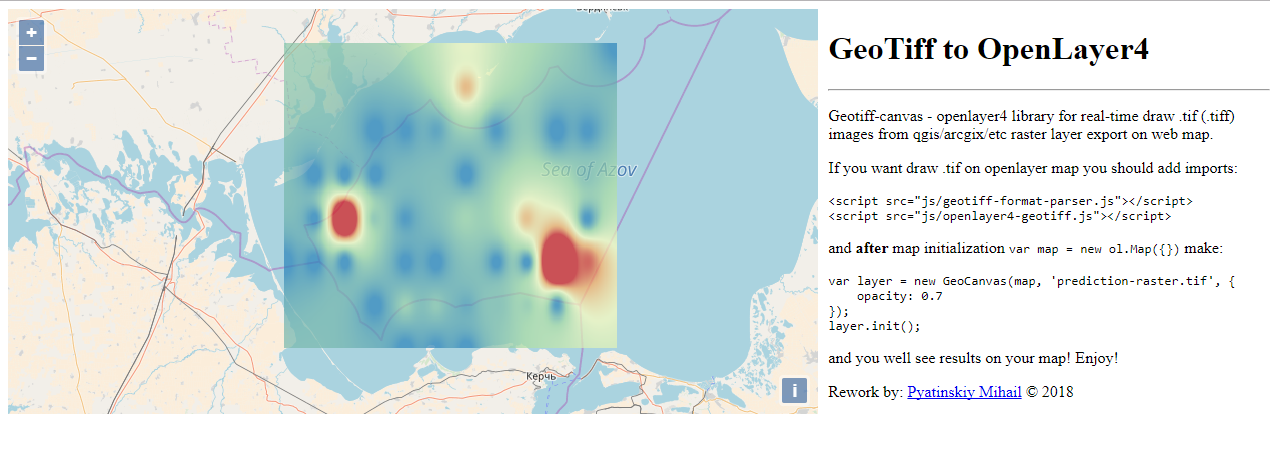 Бердянськ
+
−
Sea of Azov
Керчь
i
GeoTiff to OpenLayer4
Geotiff-canvas - openlayer4 library for real-time draw .tif (.tiff)
images from qgis/arcgix/etc raster layer export on web map.
If you want draw .tif on openlayer map you should add imports:
<script src="js/geotiff-format-parser.js"></script>
<script src="js/openlayer4-geotiff.js"></script>
and after map initialization var map = new ol.Map({}) make:
var layer = new GeoCanvas(map, 'prediction-raster.tif', {
    opacity: 0.7
});
layer.init();
and you well see results on your map! Enjoy!
Rework by: Pyatinskiy Mihail © 2018